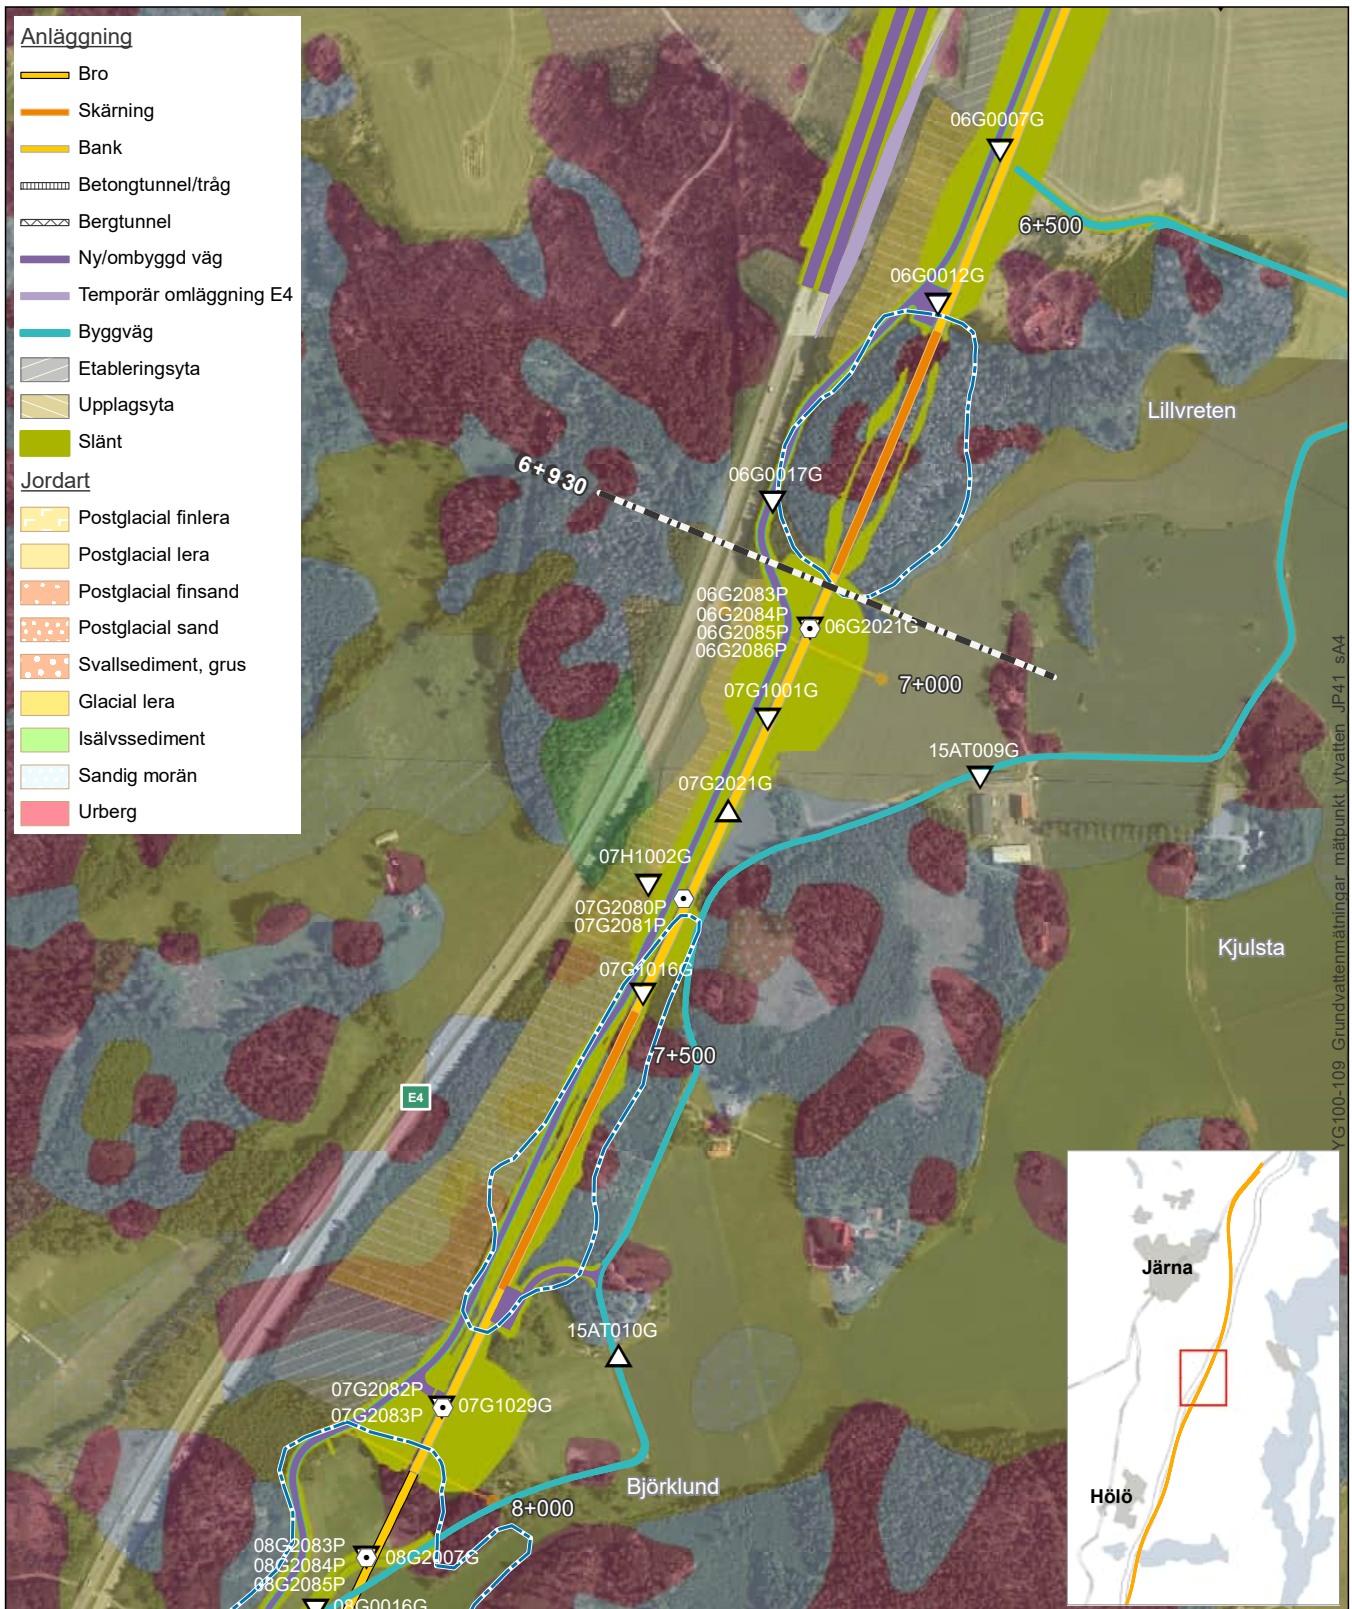 Anläggning
Bro
Skärning
Bank
Betongtunnel/tråg
Bergtunnel
Ny/ombyggd väg
Temporär omläggning E4
Byggväg
Etableringsyta
Upplagsyta
Slänt
Jordart
Postglacial finlera
Postglacial lera
Postglacial finsand
Postglacial sand
Svallsediment, grus
Glacial lera
Isälvssediment
Sandig morän
Urberg
06G0007G
6+500
06G0012G
Lillvreten
6+930
06G0017G
06G2083P
06G2084P
06G2085P
06G2086P
06G2021G
7+000
07G1001G
15AT009G
07G2021G
07H1002G
07G2080P
07G2081P
Kjulsta
07G1016G
7+500
E4
15AT010G
07G2082P
07G2083P
07G1029G
Björklund
8+000
08G2083P
08G2084P
08G2085P
08G2007G
08G0016G
Järna
Hölö
YG100-109 Grundvattenmätningar mätpunkt ytvatten JP41 sA4